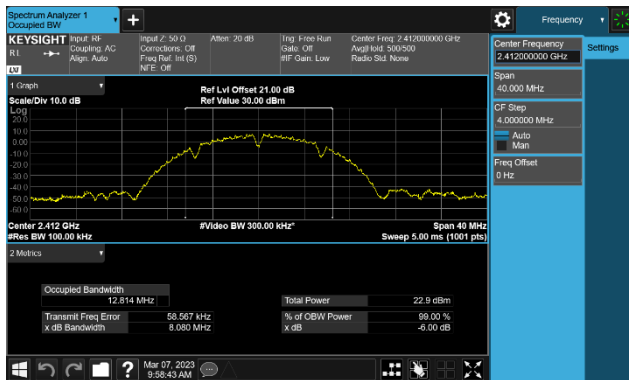 Spectrum Analyzer 1
Occupied BW
Frequency
KEYSIGHT Input: RF
Coupling: AC
Align: Auto
RL
LXI
Input Z: 50 Ω
Corrections: Off
Freq Ref: Int (S)
NFE: Off
Atten: 20 dB
Trig: Free Run
Gate: Off
#IF Gain: Low
Center Freq: 2.412000000 GHz
Avg|Hold: 500/500
Radio Std: None
Center Frequency
2.412000000 GHz
Settings
Span
40.000 MHz
CF Step
4.000000 MHz
Auto
Man
Freq Offset
0 Hz
1 Graph
Scale/Div 10.0 dB
Ref Lvl Offset 21.00 dB
Ref Value 30.00 dBm
Log
20.0
10.0
0.00
-10.0
-20.0
-30.0
-40.0
-50.0
-60.0
Center 2.412 GHz
#Res BW 100.00 kHz
#Video BW 300.00 kHz*
Span 40 MHz
Sweep 5.00 ms (1001 pts)
2 Metrics
Occupied Bandwidth
12.814 MHz
Total Power 22.9 dBm
Transmit Freq Error 58.567 kHz
% of OBW Power 99.00 %
x dB Bandwidth 8.080 MHz
x dB -6.00 dB
?
Mar 07, 2023
9:58:43 AM